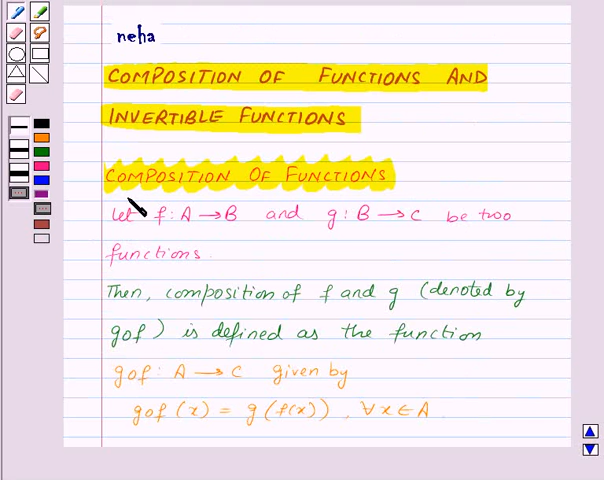 neha
COMPOSITION OF FUNCTIONS AND
INVERTIBLE FUNCTIONS
COMPOSITION OF FUNCTIONS
Let f : A → B and g : B → C be two
functions.
Then, composition of f and g (denoted by
gof) is defined as the function
gof : A → C given by
gof (x) = g (f(x)), ∀ x ∈ A